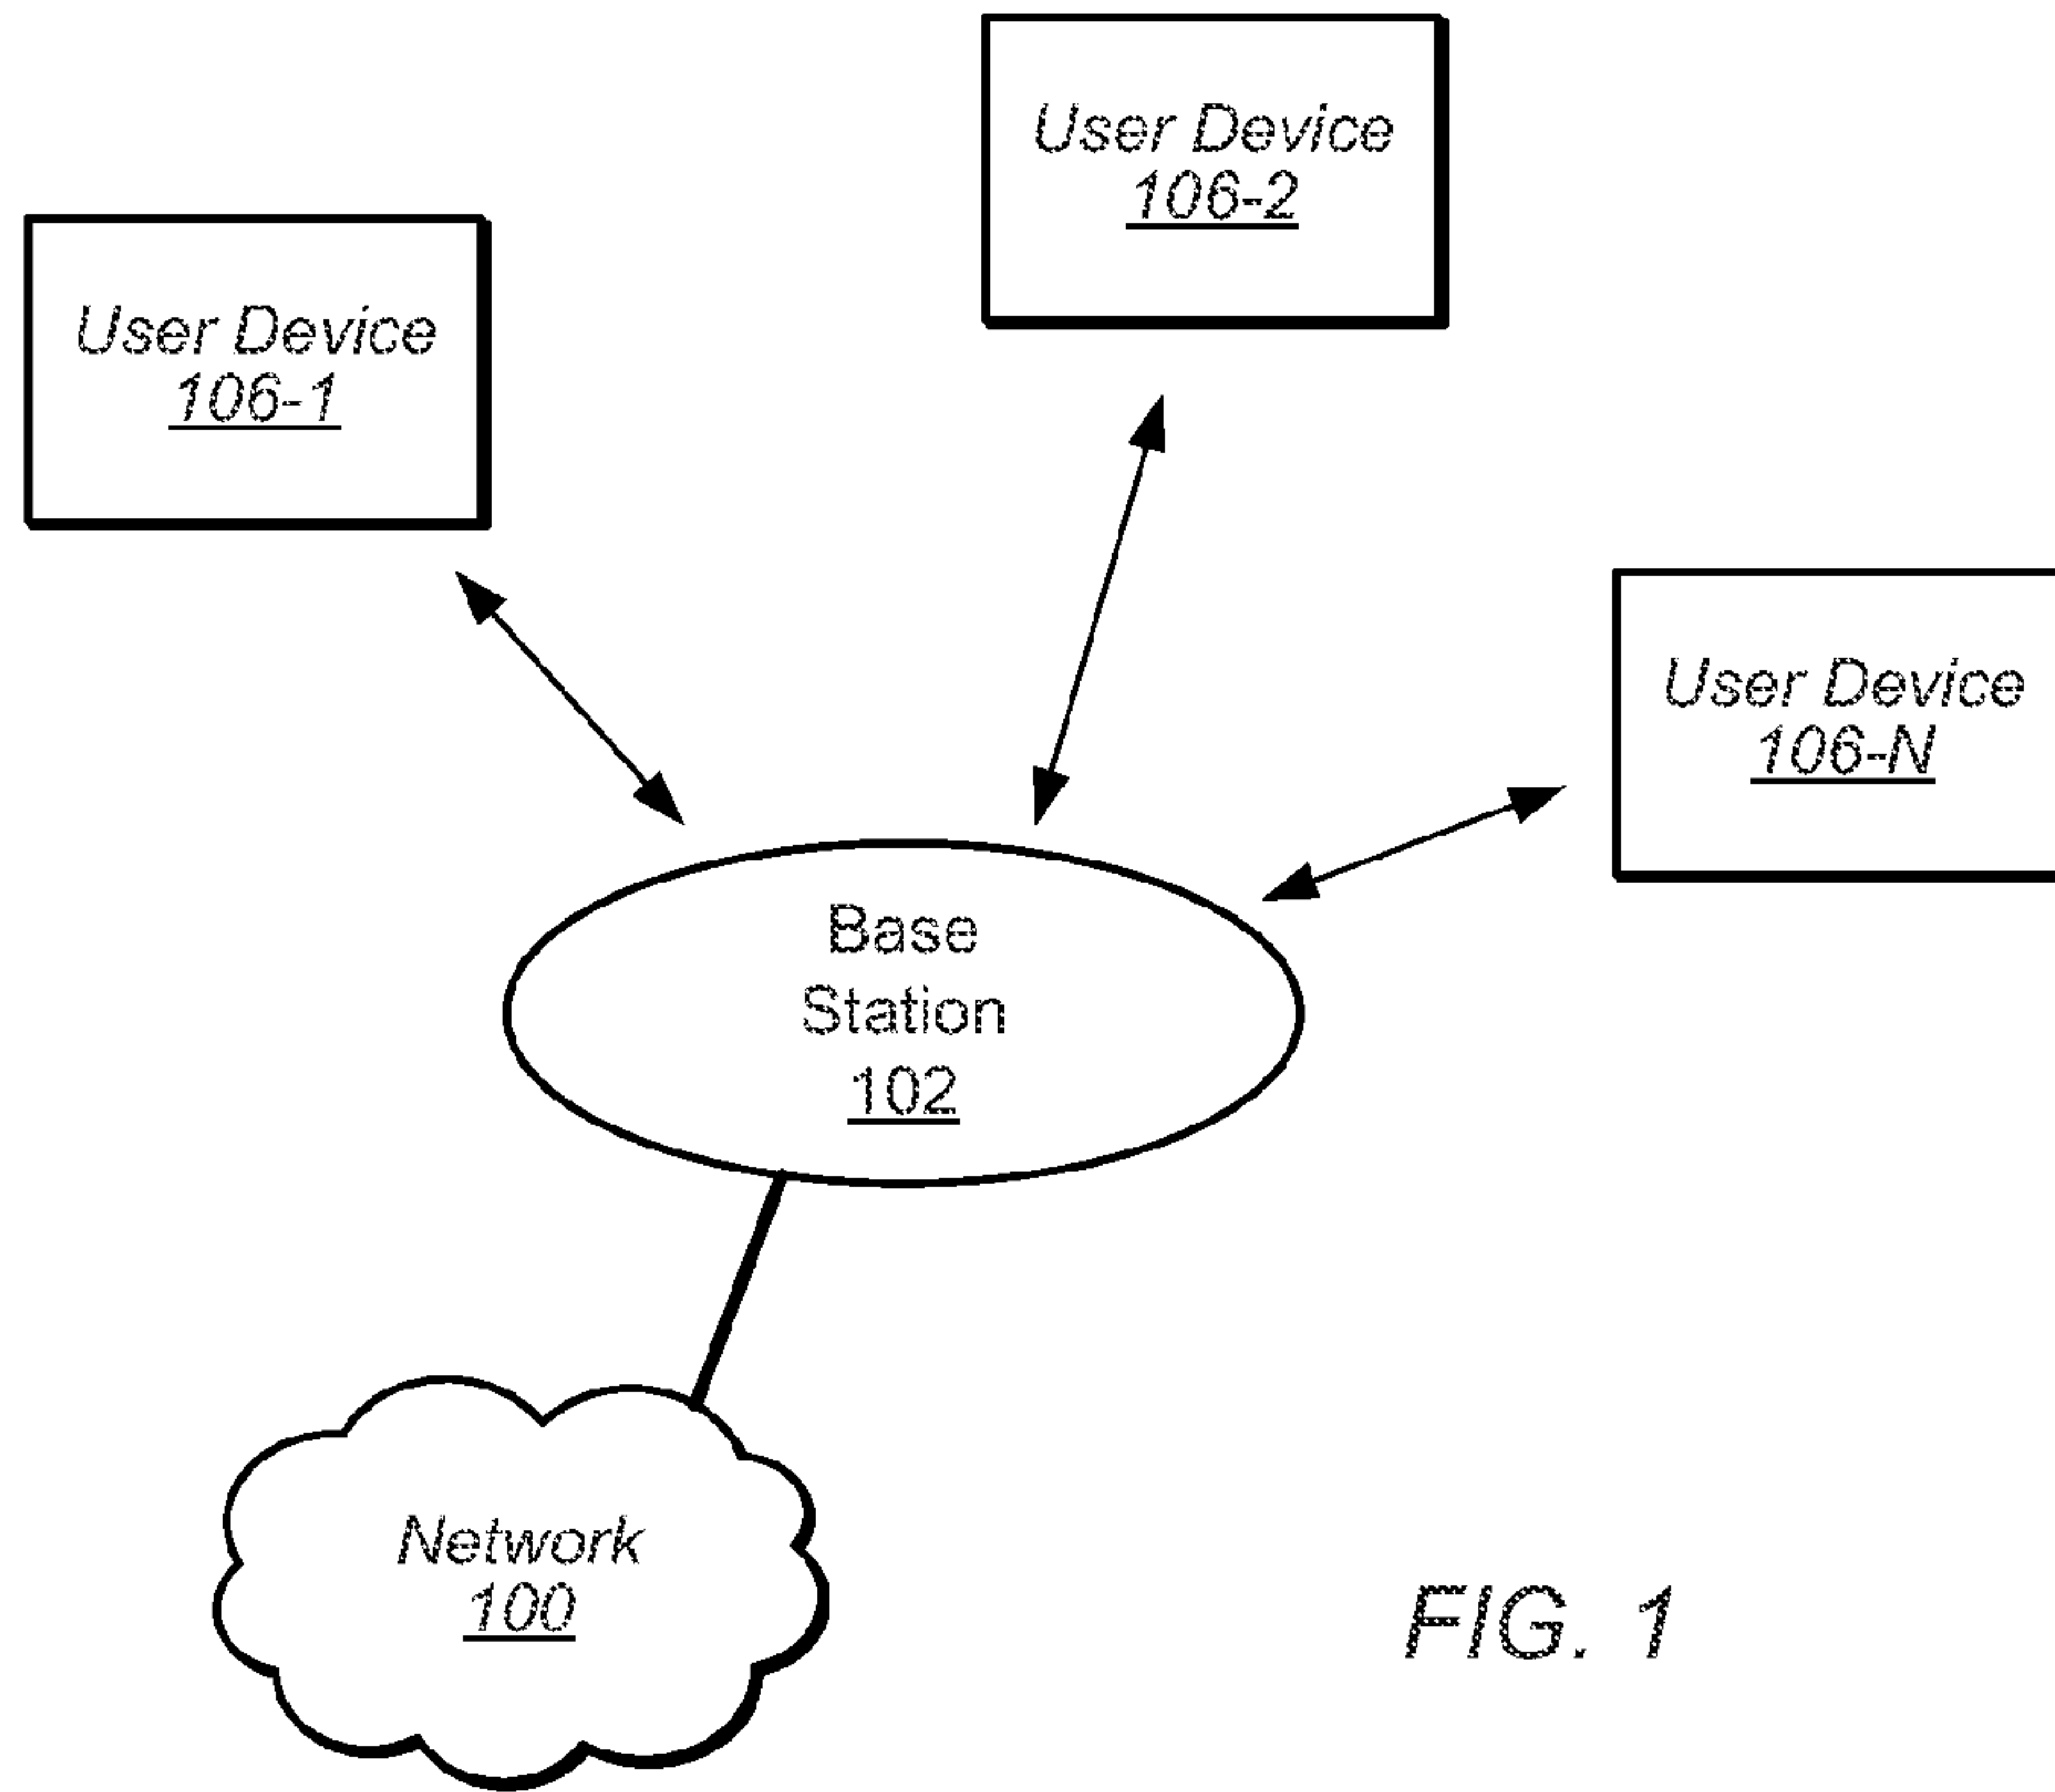 User Device
106-2
User Device
106-1
User Device
106-N
Base
Station
102
Network
100
FIG. 1